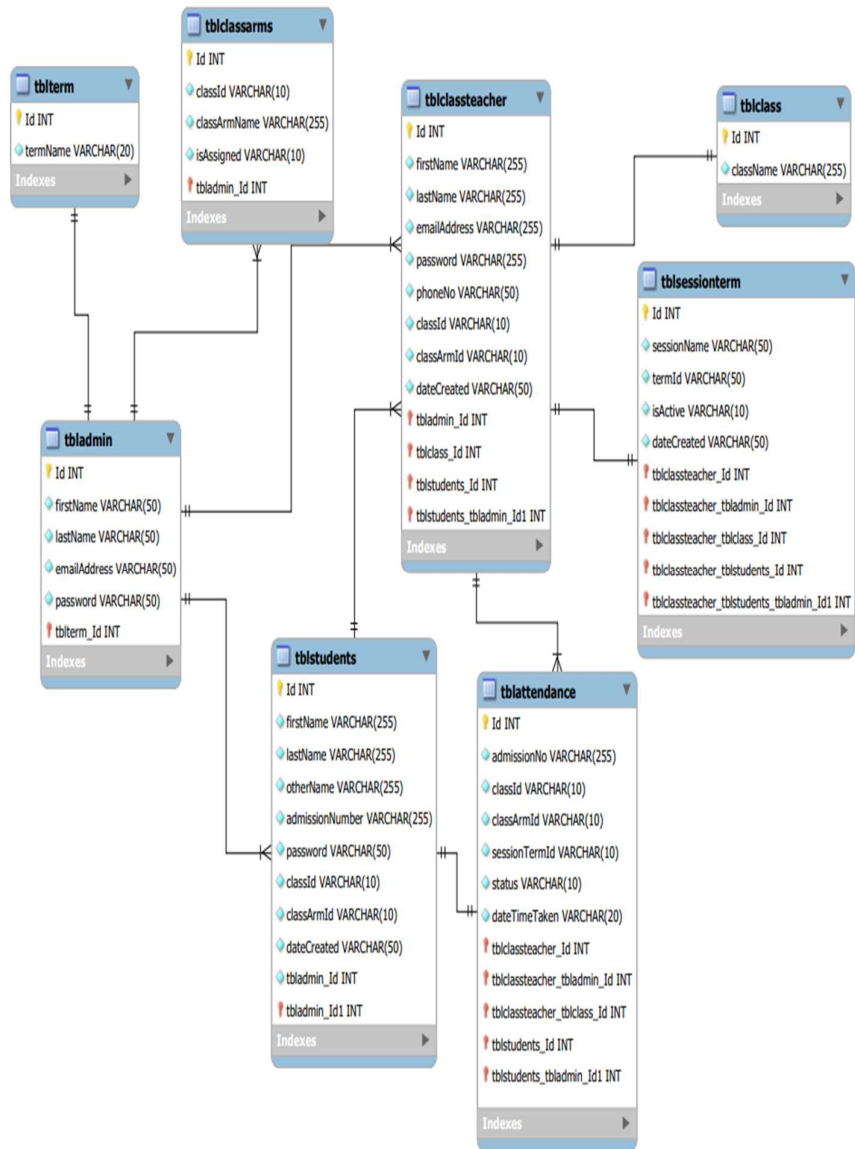 tblterm
Id INT
termName VARCHAR(20)
Indexes
tblclassarms
Id INT
classId VARCHAR(10)
classArmName VARCHAR(255)
isAssigned VARCHAR(10)
tbladmin_Id INT
Indexes
tblclassteacher
Id INT
firstName VARCHAR(255)
lastName VARCHAR(255)
emailAddress VARCHAR(255)
password VARCHAR(255)
phoneNo VARCHAR(50)
classId VARCHAR(10)
classArmId VARCHAR(10)
dateCreated VARCHAR(50)
tbladmin_Id INT
tblclass_Id INT
tblstudents_Id INT
tblstudents_tbladmin_Id1 INT
Indexes
tblclass
Id INT
className VARCHAR(255)
Indexes
tblsessionterm
Id INT
sessionName VARCHAR(50)
termId VARCHAR(50)
isActive VARCHAR(10)
dateCreated VARCHAR(50)
tblclassteacher_Id INT
tblclassteacher_tbladmin_Id INT
tblclassteacher_tblclass_Id INT
tblclassteacher_tblstudents_Id INT
tblclassteacher_tblstudents_tbladmin_Id1 INT
Indexes
tbladmin
Id INT
firstName VARCHAR(50)
lastName VARCHAR(50)
emailAddress VARCHAR(50)
password VARCHAR(50)
tblterm_Id INT
Indexes
tblstudents
Id INT
firstName VARCHAR(255)
lastName VARCHAR(255)
otherName VARCHAR(255)
admissionNumber VARCHAR(255)
password VARCHAR(50)
classId VARCHAR(10)
classArmId VARCHAR(10)
dateCreated VARCHAR(50)
tbladmin_Id INT
tbladmin_Id1 INT
Indexes
tblattendance
Id INT
admissionNo VARCHAR(255)
classId VARCHAR(10)
classArmId VARCHAR(10)
sessionTermId VARCHAR(10)
status VARCHAR(10)
dateTimeTaken VARCHAR(20)
tblclassteacher_Id INT
tblclassteacher_tbladmin_Id INT
tblclassteacher_tblclass_Id INT
tblstudents_Id INT
tblstudents_tbladmin_Id1 INT
Indexes